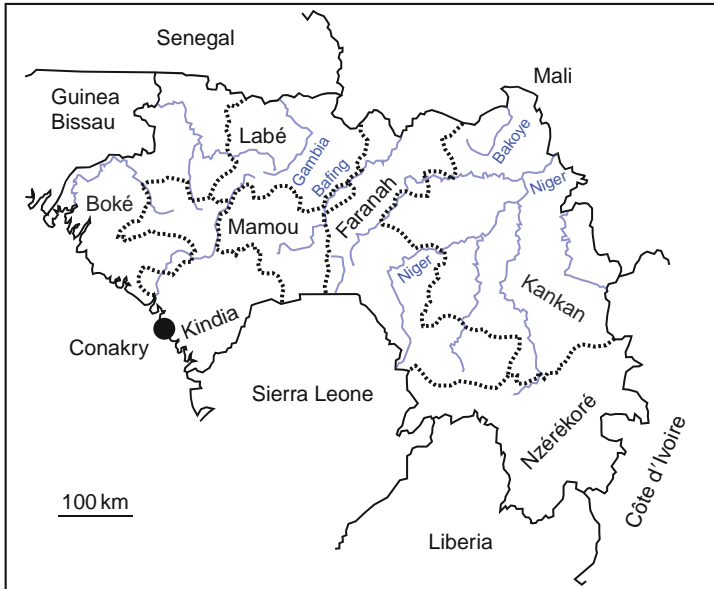 Senegal
Mali
Guinea
Bissau
Labé
Gambia
Bafing
Bakoye
Niger
Boké
Mamou
Faranah
Niger
Kankan
Kindia
Conakry
Sierra Leone
Nzérékoré
Côte d'Ivoire
100 km
Liberia